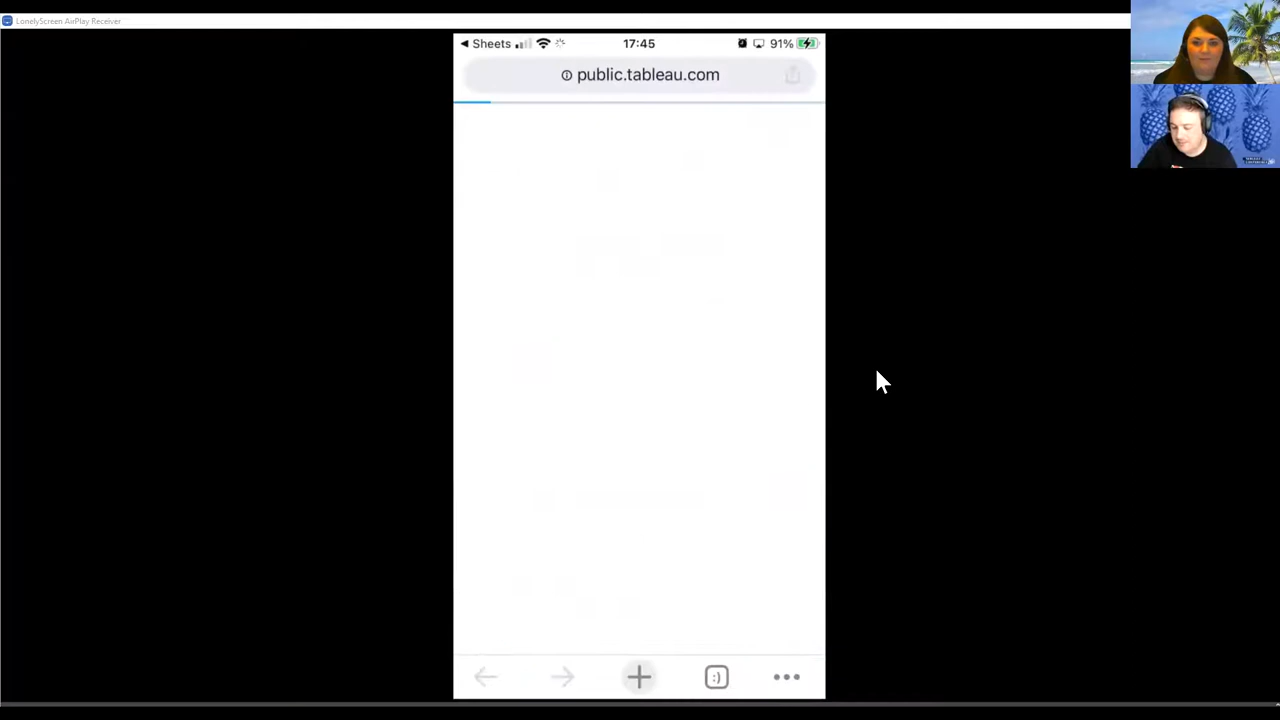 LonelyScreen AirPlay Receiver
◀ Sheets 17:45 91%
public.tableau.com
:)